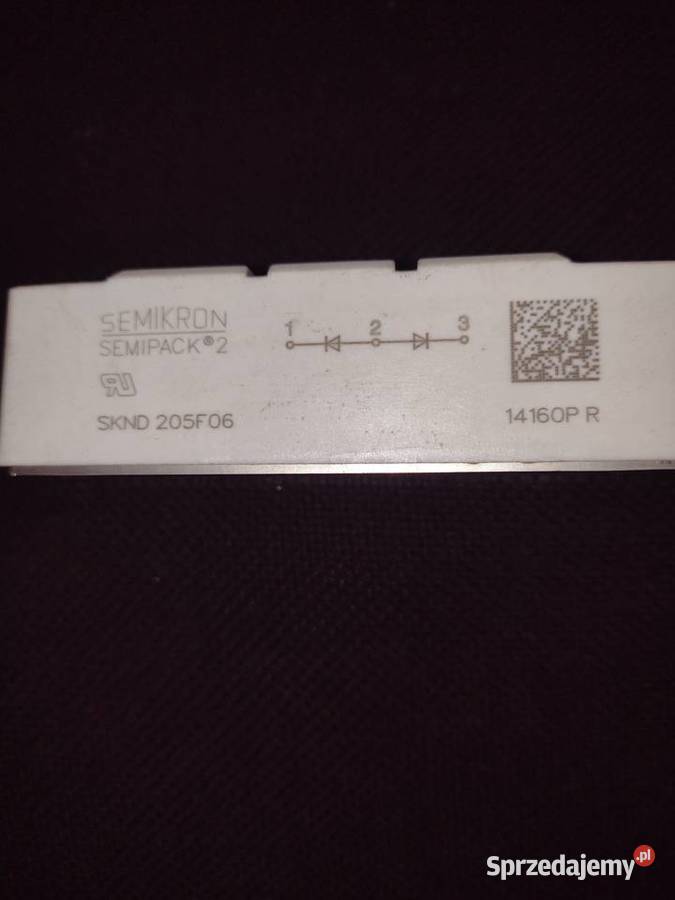 SEMIKRON
SEMIPACK®2
SKND 205F06
1 2 3
14160P R
Sprzedajemy.pl